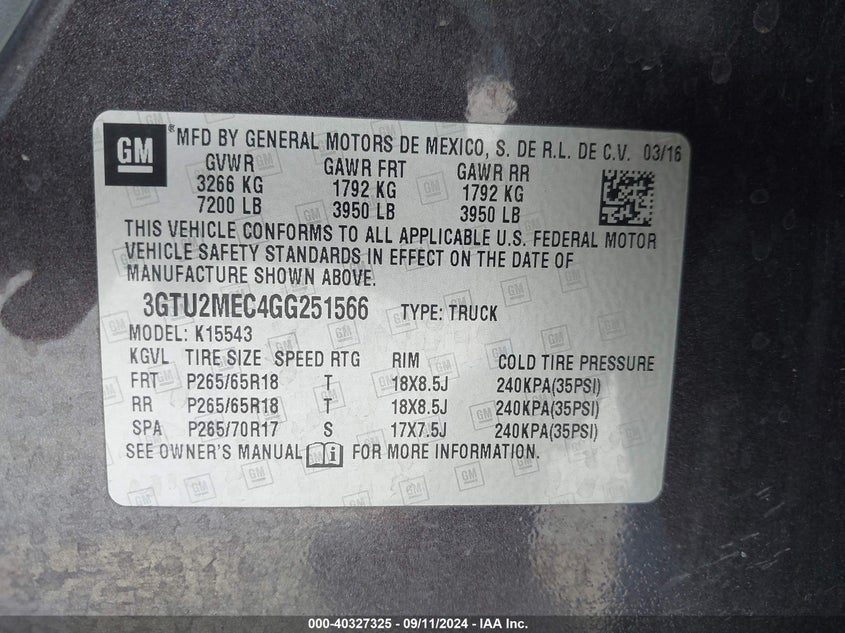 GM ® MFD BY GENERAL MOTORS DE MEXICO, S. DE R.L. DE C.V. 03/16
GVWR GAWR FRT GAWR RR
3266 KG 1792 KG 1792 KG
7200 LB 3950 LB 3950 LB
THIS VEHICLE CONFORMS TO ALL APPLICABLE U.S. FEDERAL MOTOR
VEHICLE SAFETY STANDARDS IN EFFECT ON THE DATE OF
MANUFACTURE SHOWN ABOVE.
3GTU2MEC4GG251566 TYPE: TRUCK
MODEL: K15543
KGVL TIRE SIZE SPEED RTG RIM COLD TIRE PRESSURE
FRT P265/65R18 T 18X8.5J 240KPA(35PSI)
RR P265/65R18 T 18X8.5J 240KPA(35PSI)
SPA P265/70R17 S 17X7.5J 240KPA(35PSI)
SEE OWNER'S MANUAL FOR MORE INFORMATION.
000-40327325 - 09/11/2024 - IAA Inc.